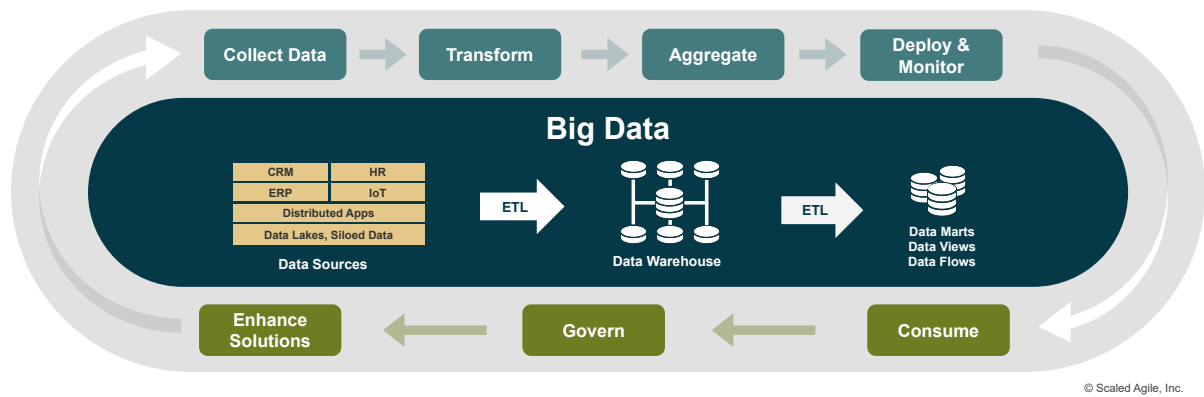 Collect Data
Transform
Aggregate
Deploy &
Monitor
Big Data
CRM
HR
ERP
IoT
Distributed Apps
Data Lakes, Siloed Data
Data Sources
ETL
Data Warehouse
ETL
Data Marts
Data Views
Data Flows
Enhance
Solutions
Govern
Consume
© Scaled Agile, Inc.